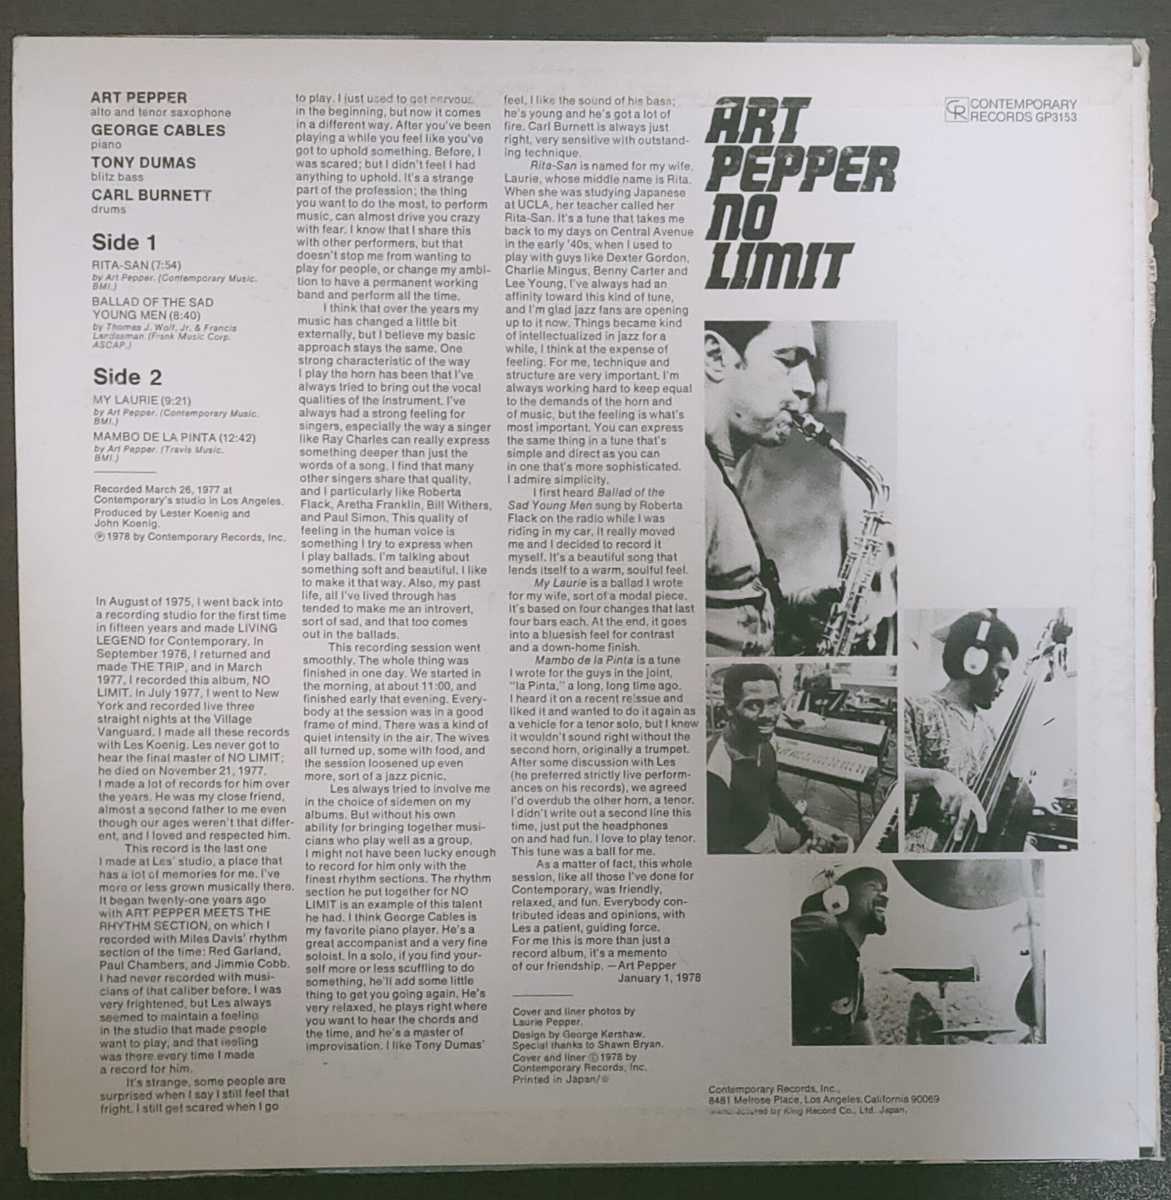 ART PEPPER
alto and tenor saxophone
GEORGE CABLES
piano
TONY DUMAS
blitz bass
CARL BURNETT
drums
Side 1
RITA-SAN (7:54)
by Art Pepper. (Contemporary Music.
BMI.)
BALLAD OF THE SAD
YOUNG MEN (8:40)
by Thomas J. Wolf, Jr. & Francis
Landesman (Frank Music Corp.
ASCAP.)
Side 2
MY LAURIE (9:21)
by Art Pepper. (Contemporary Music.
BMI.)
MAMBO DE LA PINTA (12:42)
by Art Pepper. (Travis Music.
BMI.)
Recorded March 26, 1977 at
Contemporary's studio in Los Angeles.
Produced by Lester Koenig and
John Koenig.
℗1978 by Contemporary Records, Inc.
In August of 1975, I went back into
a recording studio for the first time
in fifteen years and made LIVING
LEGEND for Contemporary. In
September 1976, I returned and
made THE TRIP, and in March
1977, I recorded this album, NO
LIMIT. In July 1977, I went to New
York and recorded live three
straight nights at the Village
Vanguard. I made all these records
with Les Koenig. Les never got to
hear the final master of NO LIMIT;
he died on November 21, 1977.
I made a lot of records for him over
the years. He was my close friend,
almost a second father to me even
though our ages weren't that differ-
ent, and I loved and respected him.
This record is the last one
I made at Les' studio, a place that
has a lot of memories for me. I've
more or less grown musically there.
It began twenty-one years ago
with ART PEPPER MEETS THE
RHYTHM SECTION, on which I
recorded with Miles Davis' rhythm
section of the time: Red Garland,
Paul Chambers, and Jimmie Cobb.
I had never recorded with musi-
cians of that caliber before. I was
very frightened, but Les always
seemed to maintain a feeling
in the studio that made people
want to play, and that feeling
was there every time I made
a record for him.
It's strange, some people are
surprised when I say I still feel that
fright. I still get scared when I go
to play. I just used to get nervous
in the beginning, but now it comes
in a different way. After you've been
playing a while you feel like you've
got to uphold something. Before, I
was scared; but I didn't feel I had
anything to uphold. It's a strange
part of the profession; the thing
you want to do the most, to perform
music, can almost drive you crazy
with fear. I know that I share this
with other performers, but that
doesn't stop me from wanting to
play for people, or change my ambi-
tion to have a permanent working
band and perform all the time.
I think that over the years my
music has changed a little bit
externally, but I believe my basic
approach stays the same. One
strong characteristic of the way
I play the horn has been that I've
always tried to bring out the vocal
qualities of the instrument. I've
always had a strong feeling for
singers, especially the way a singer
like Ray Charles can really express
something deeper than just the
words of a song. I find that many
other singers share that quality,
and I particularly like Roberta
Flack, Aretha Franklin, Bill Withers,
and Paul Simon. This quality of
feeling in the human voice is
something I try to express when
I play ballads. I'm talking about
something soft and beautiful. I like
to make it that way. Also, my past
life, all I've lived through has
tended to make me an introvert,
sort of sad, and that too comes
out in the ballads.
This recording session went
smoothly. The whole thing was
finished in one day. We started in
the morning, at about 11:00, and
finished early that evening. Every-
body at the session was in a good
frame of mind. There was a kind of
quiet intensity in the air. The wives
all turned up, some with food, and
the session loosened up even
more, sort of a jazz picnic.
Les always tried to involve me
in the choice of sidemen on my
albums. But without his own
ability for bringing together musi-
cians who play well as a group,
I might not have been lucky enough
to record for him only with the
finest rhythm sections. The rhythm
section he put together for NO
LIMIT is an example of this talent
he had. I think George Cables is
my favorite piano player. He's a
great accompanist and a very fine
soloist. In a solo, if you find your-
self more or less scuffling to do
something, he'll add some little
thing to get you going again. He's
very relaxed, he plays right where
you want to hear the chords and
the time, and he's a master of
improvisation. I like Tony Dumas'
feel, I like the sound of his bass;
he's young and he's got a lot of
fire. Carl Burnett is always just
right, very sensitive with outstand-
ing technique.
Rita-San is named for my wife,
Laurie, whose middle name is Rita.
When she was studying Japanese
at UCLA, her teacher called her
Rita-San. It's a tune that takes me
back to my days on Central Avenue
in the early '40s, when I used to
play with guys like Dexter Gordon,
Charlie Mingus, Benny Carter and
Lee Young. I've always had an
affinity toward this kind of tune,
and I'm glad jazz fans are opening
up to it now. Things became kind
of intellectualized in jazz for a
while, I think at the expense of
feeling. For me, technique and
structure are very important. I'm
always working hard to keep equal
to the demands of the horn and
of music, but the feeling is what's
most important. You can express
the same thing in a tune that's
simple and direct as you can
in one that's more sophisticated.
I admire simplicity.
I first heard Ballad of the
Sad Young Men sung by Roberta
Flack on the radio while I was
riding in my car. It really moved
me and I decided to record it
myself. It's a beautiful song that
lends itself to a warm, soulful feel.
My Laurie is a ballad I wrote
for my wife, sort of a modal piece.
It's based on four changes that last
four bars each. At the end, it goes
into a bluesish feel for contrast
and a down-home finish.
Mambo de la Pinta is a tune
I wrote for the guys in the joint,
"la Pinta," a long, long time ago.
I heard it on a recent reissue and
liked it and wanted to do it again as
a vehicle for a tenor solo, but I knew
it wouldn't sound right without the
second horn, originally a trumpet.
After some discussion with Les
(he preferred strictly live perform-
ances on his records), we agreed
I'd overdub the other horn, a tenor.
I didn't write out a second line this
time, just put the headphones
on and had fun. I love to play tenor.
This tune was a ball for me.
As a matter of fact, this whole
session, like all those I've done for
Contemporary, was friendly,
relaxed, and fun. Everybody con-
tributed ideas and opinions, with
Les a patient, guiding force.
For me this is more than just a
record album, it's a memento
of our friendship. —Art Pepper
January 1, 1978
Cover and liner photos by
Laurie Pepper.
Design by George Kershaw.
Special thanks to Shawn Bryan.
Cover and liner ©1978 by
Contemporary Records, Inc.
Printed in Japan/
ART
PEPPER
NO
LIMIT
CR CONTEMPORARY
RECORDS GP3153
Contemporary Records, Inc.,
8481 Melrose Place, Los Angeles, California 90069
Manufactured by King Record Co., Ltd. Japan.